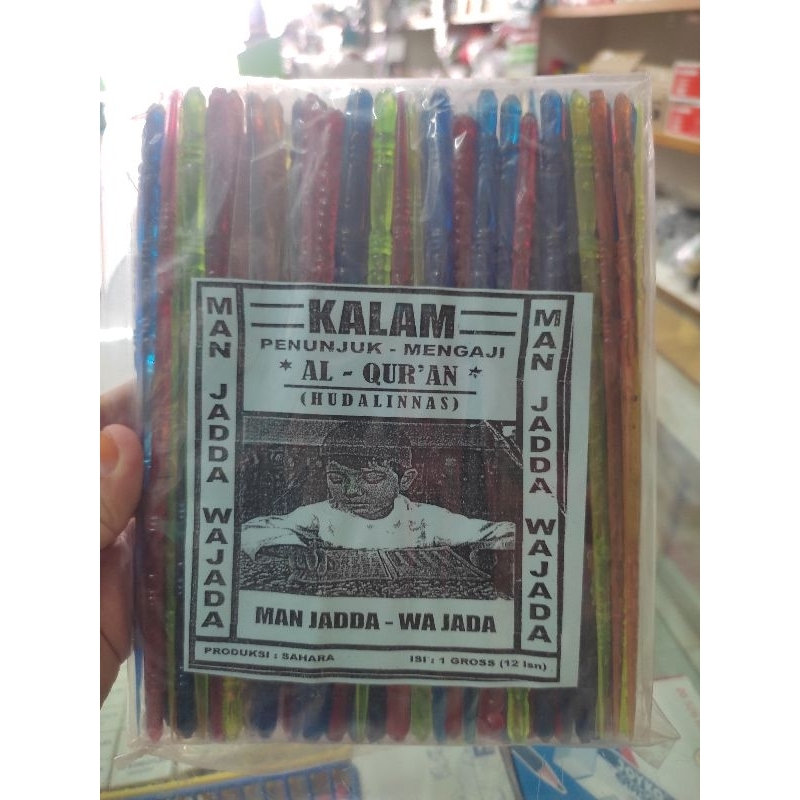 KALAM
PENUNJUK - MENGAJI
* AL - QUR'AN *
(HUDALINNAS)
MAN JADDA WAJADA
MAN JADDA WAJADA
MAN JADDA - WA JADA
PRODUKSI : SAHARA
ISI : 1 GROSS (12 lsn)